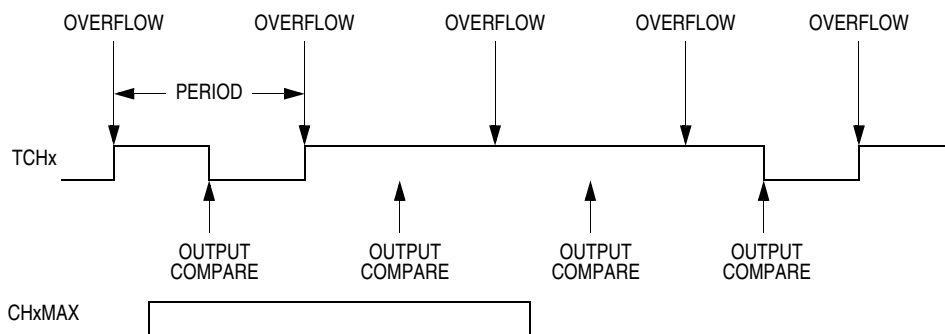 OVERFLOW OVERFLOW OVERFLOW OVERFLOW OVERFLOW
PERIOD
TCHx
OUTPUT OUTPUT OUTPUT OUTPUT
COMPARE COMPARE COMPARE COMPARE
CHxMAX